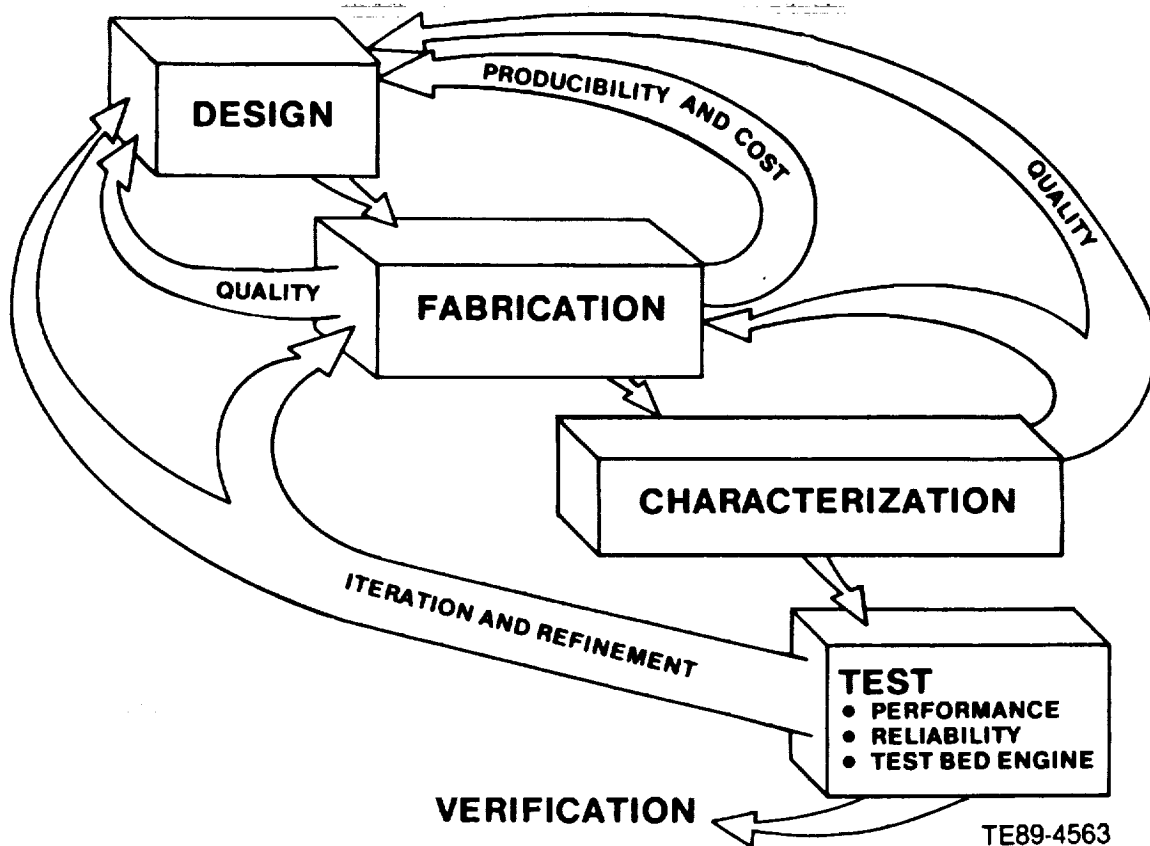 DESIGN
PRODUCIBILITY AND COST
QUALITY
QUALITY
FABRICATION
CHARACTERIZATION
ITERATION AND REFINEMENT
TEST
• PERFORMANCE
• RELIABILITY
• TEST BED ENGINE
VERIFICATION
TE89-4563